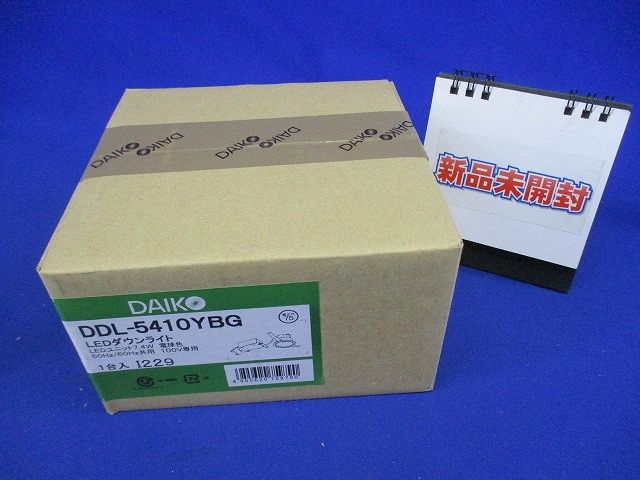 DAIKO
DAIKO
DAIKO
新品未開封
DAIKO
DDL-5410YBG
LEDダウンライト
LEDユニット7.4W 電球色
50Hz/60Hz共用 100V専用
1台入 I229